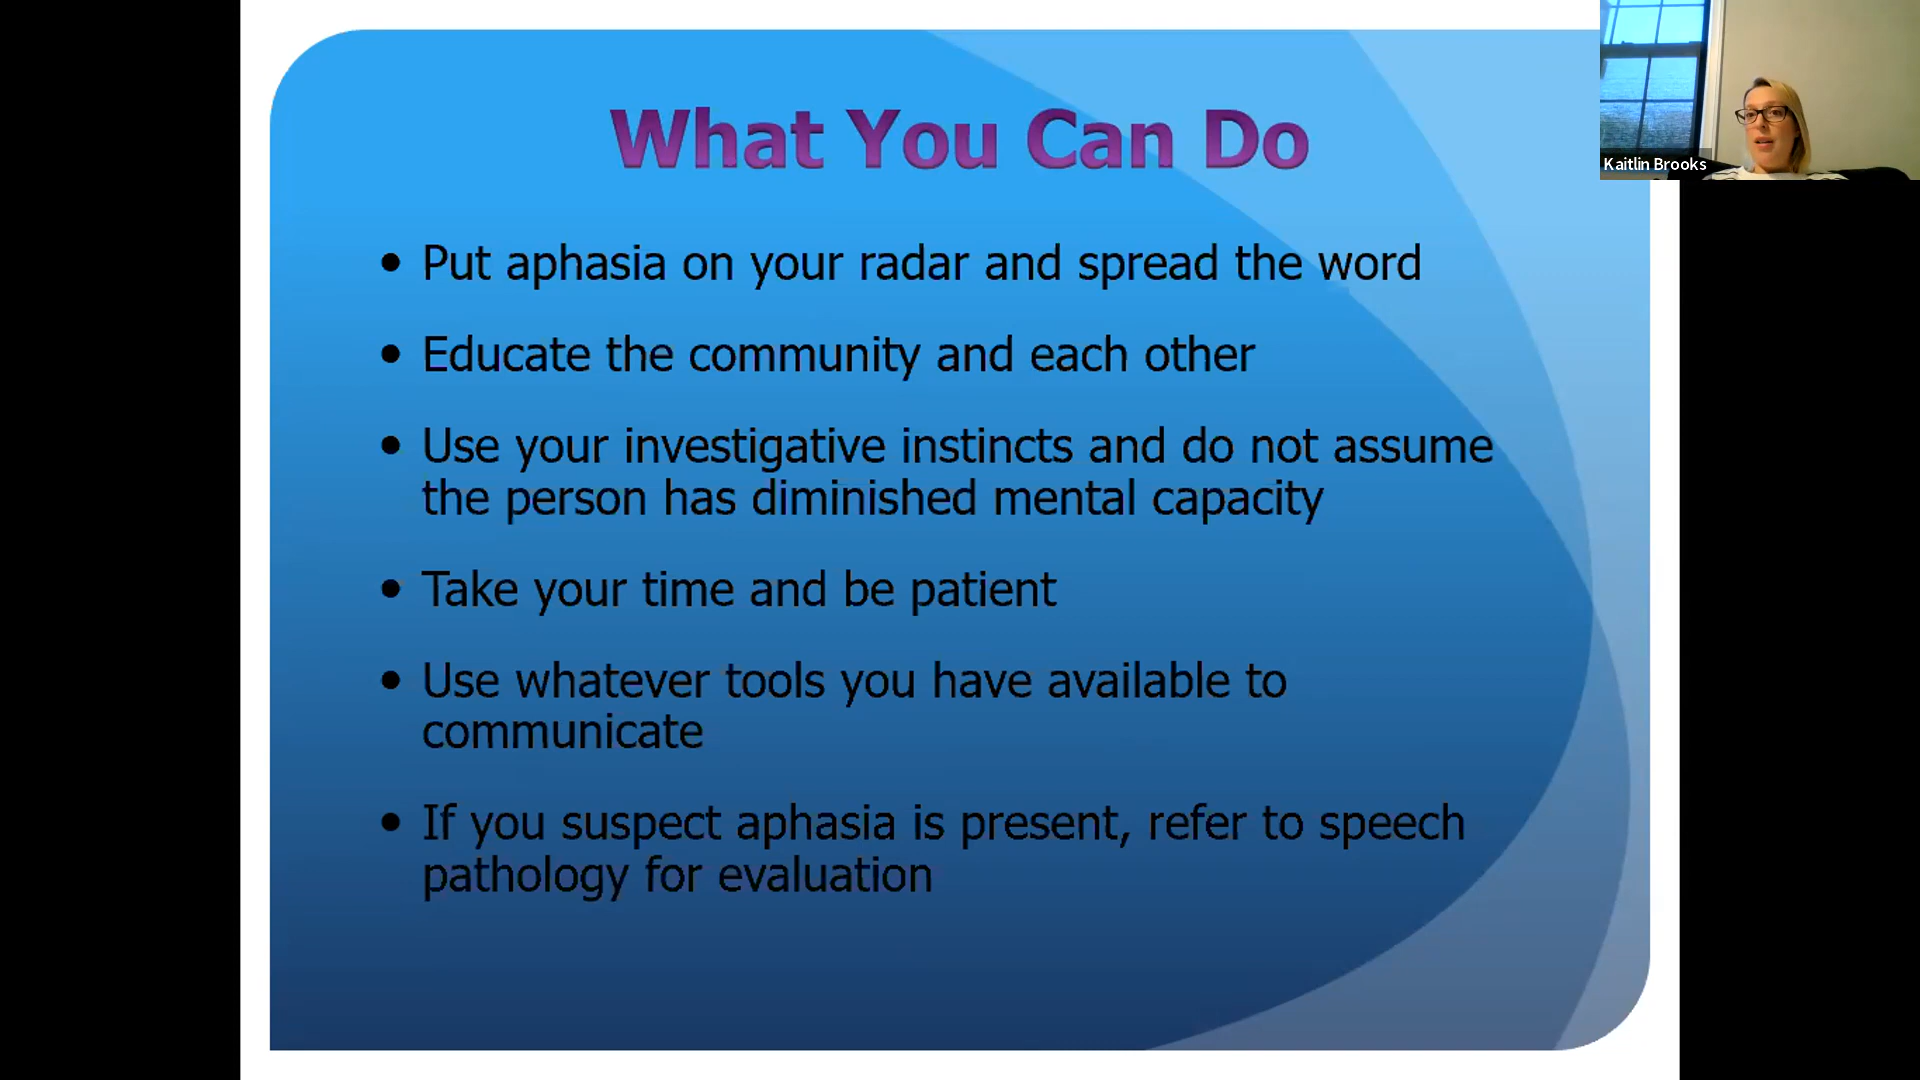 What You Can Do
Kaitlin Brooks
• Put aphasia on your radar and spread the word
• Educate the community and each other
• Use your investigative instincts and do not assume
the person has diminished mental capacity
• Take your time and be patient
• Use whatever tools you have available to
communicate
• If you suspect aphasia is present, refer to speech
pathology for evaluation